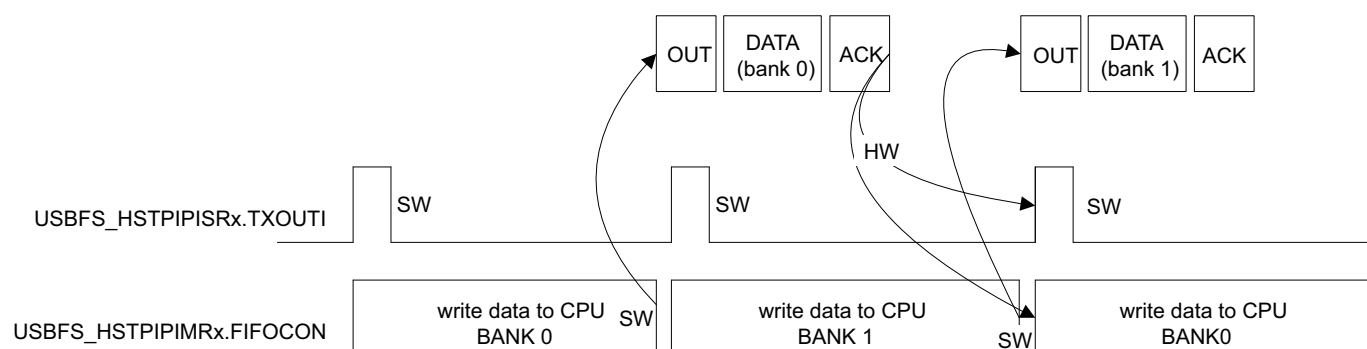 OUT DATA (bank 0) ACK OUT DATA (bank 1) ACK
HW
USBFS_HSTPIPISRx.TXOUTI SW SW SW
USBFS_HSTPIPIMRx.FIFOCON write data to CPU BANK 0 SW write data to CPU BANK 1 SW write data to CPU BANK0